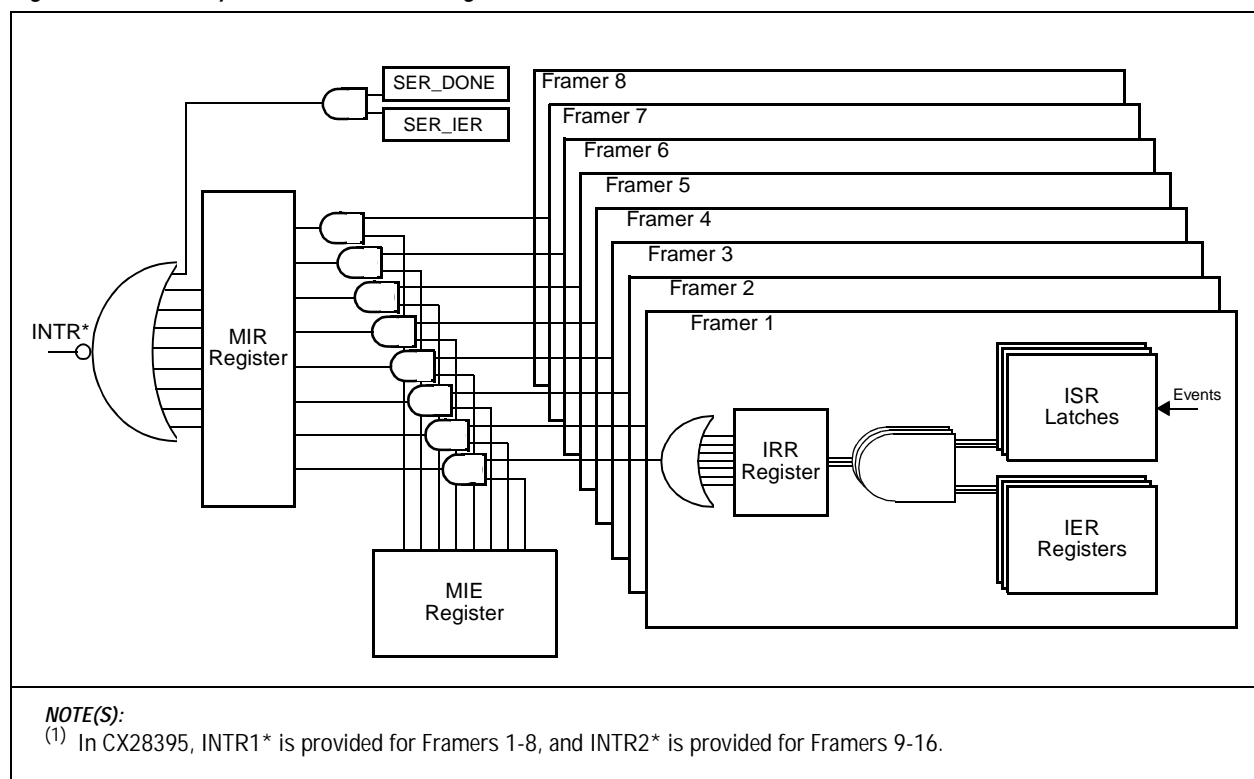 SER_DONE
SER_IER
Framer 8
Framer 7
Framer 6
Framer 5
Framer 4
Framer 3
Framer 2
Framer 1
INTR*
MIR
Register
ISR
Latches
Events
IRR
Register
IER
Registers
MIE
Register
NOTE(S):
(1) In CX28395, INTR1* is provided for Framers 1-8, and INTR2* is provided for Framers 9-16.